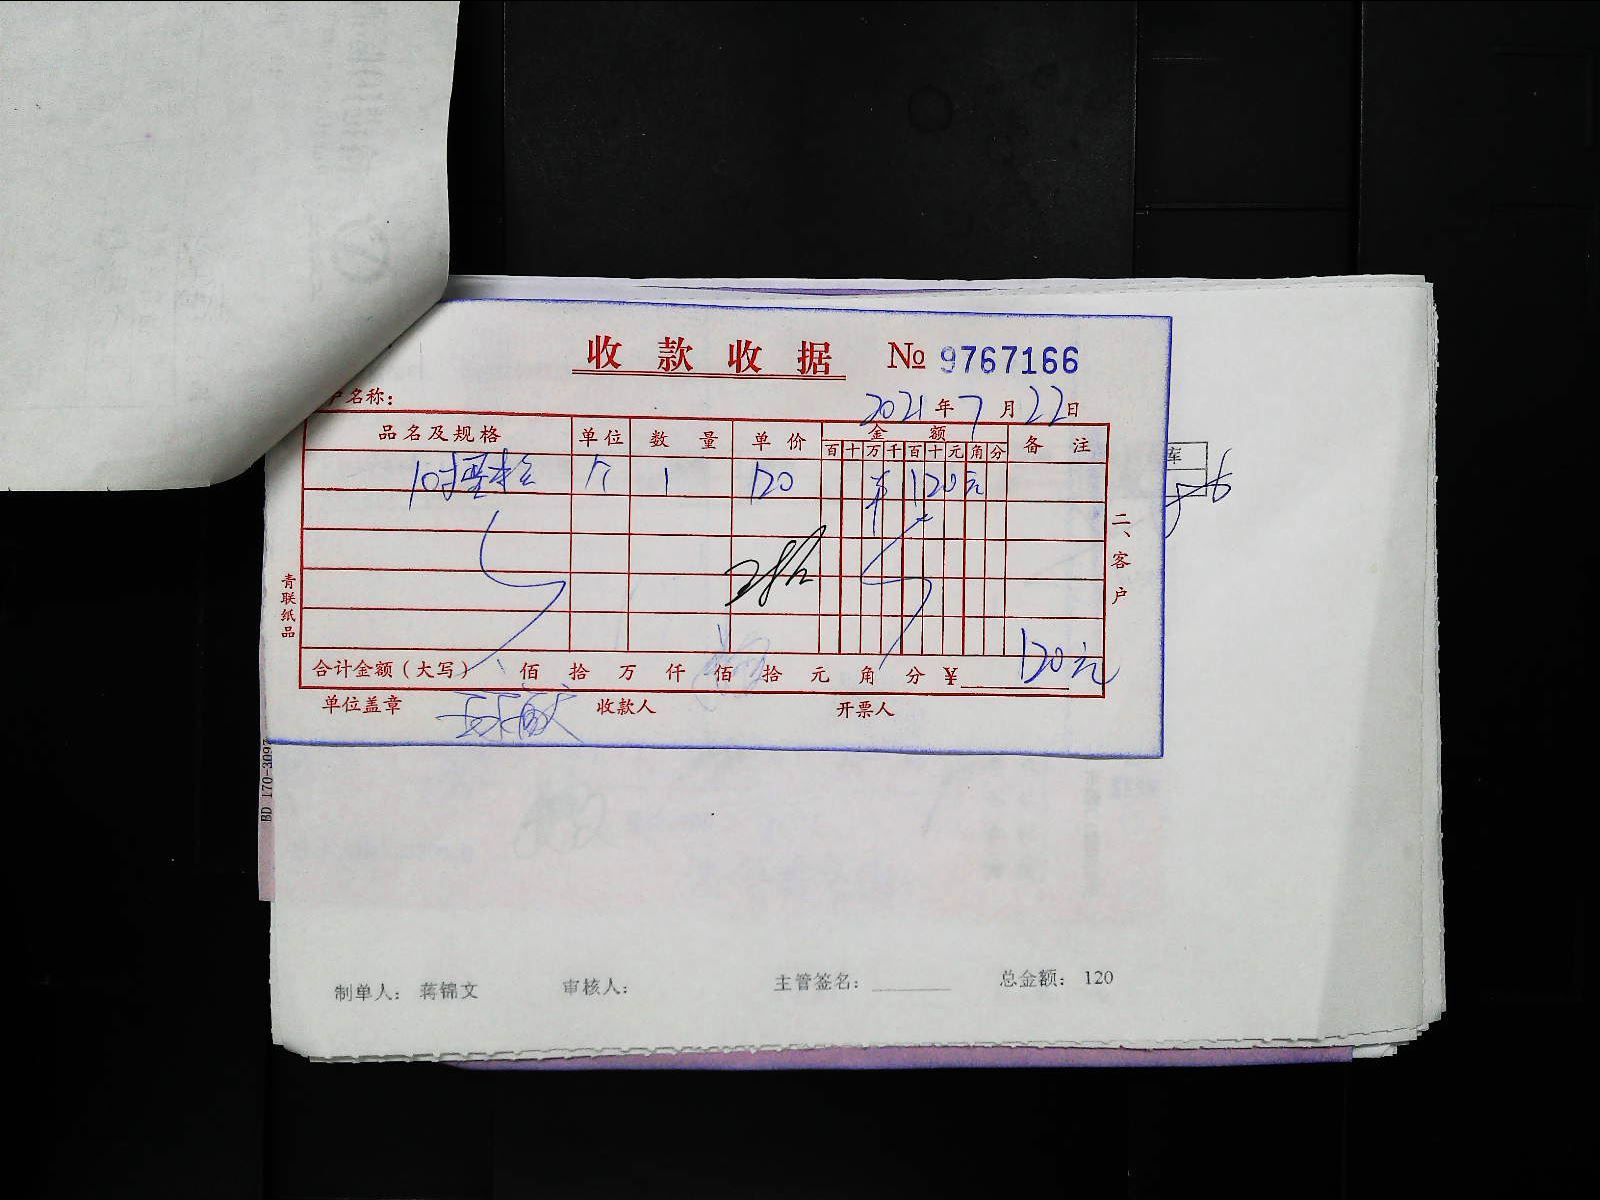 收款收据 № 9767166
户名称：
2021年7月22日
品名及规格 单位 数量 单价 金额 备注
百 十 万 千 百 十 元 角 分
个 1 120 ¥120元
二、客户
青联纸品
合计金额（大写） 佰 拾 万 仟 佰 拾 元 角 分 ¥ 120元
单位盖章 收款人 开票人
车
BD 170-3097
制单人： 蒋锦文 审核人： 主管签名： 总金额： 120